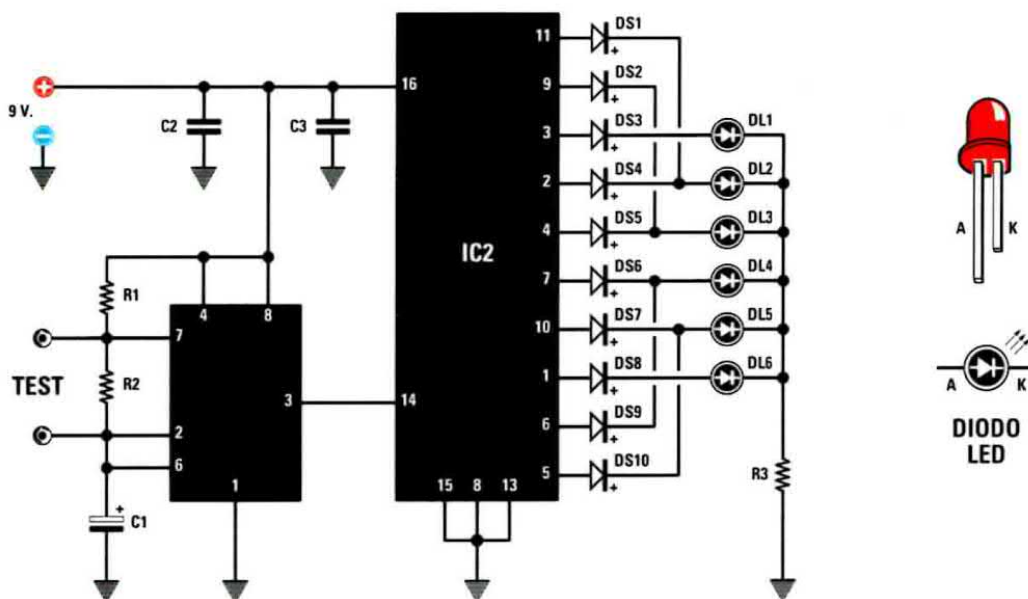 11 DS1
+
9 DS2
+
+ 16
9 V.
C2 C3
3 DS3 DL1
+
2 DS4 DL2
+
4 DS5 DL3
+
IC2
7 DS6 DL4
+
R1
4 8
7
10 DS7 DL5
+
TEST
R2
3 14
1 DS8 DL6
+
2
6
6 DS9
+
5 DS10
+
R3
1
15 8 13
+
C1
A K
A K
DIODO
LED